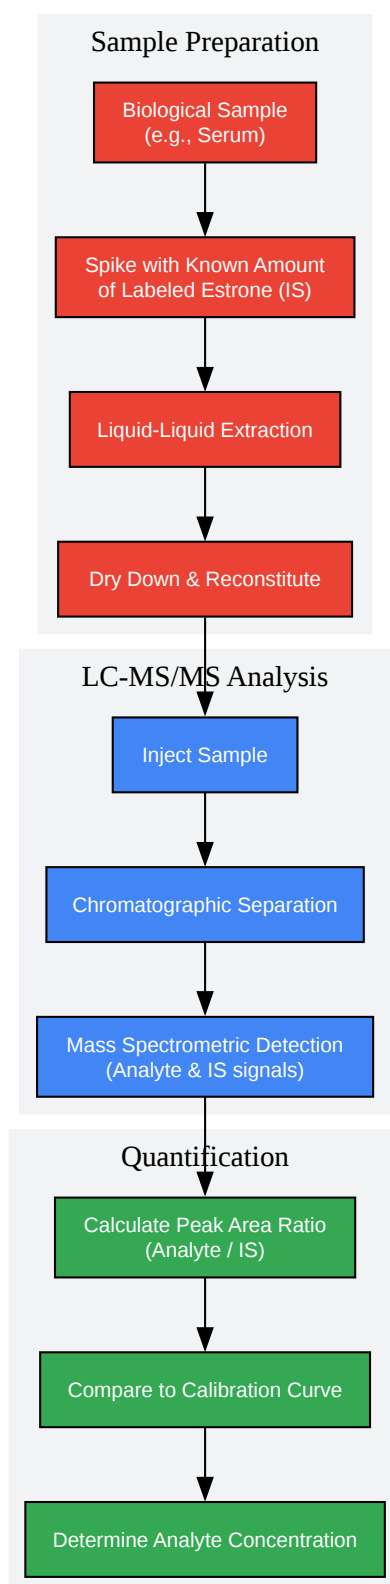 Sample Preparation
Biological Sample
(e.g., Serum)
Spike with Known Amount
of Labeled Estrone (IS)
Liquid-Liquid Extraction
Dry Down & Reconstitute
LC-MS/MS Analysis
Inject Sample
Chromatographic Separation
Mass Spectrometric Detection
(Analyte & IS signals)
Quantification
Calculate Peak Area Ratio
(Analyte / IS)
Compare to Calibration Curve
Determine Analyte Concentration